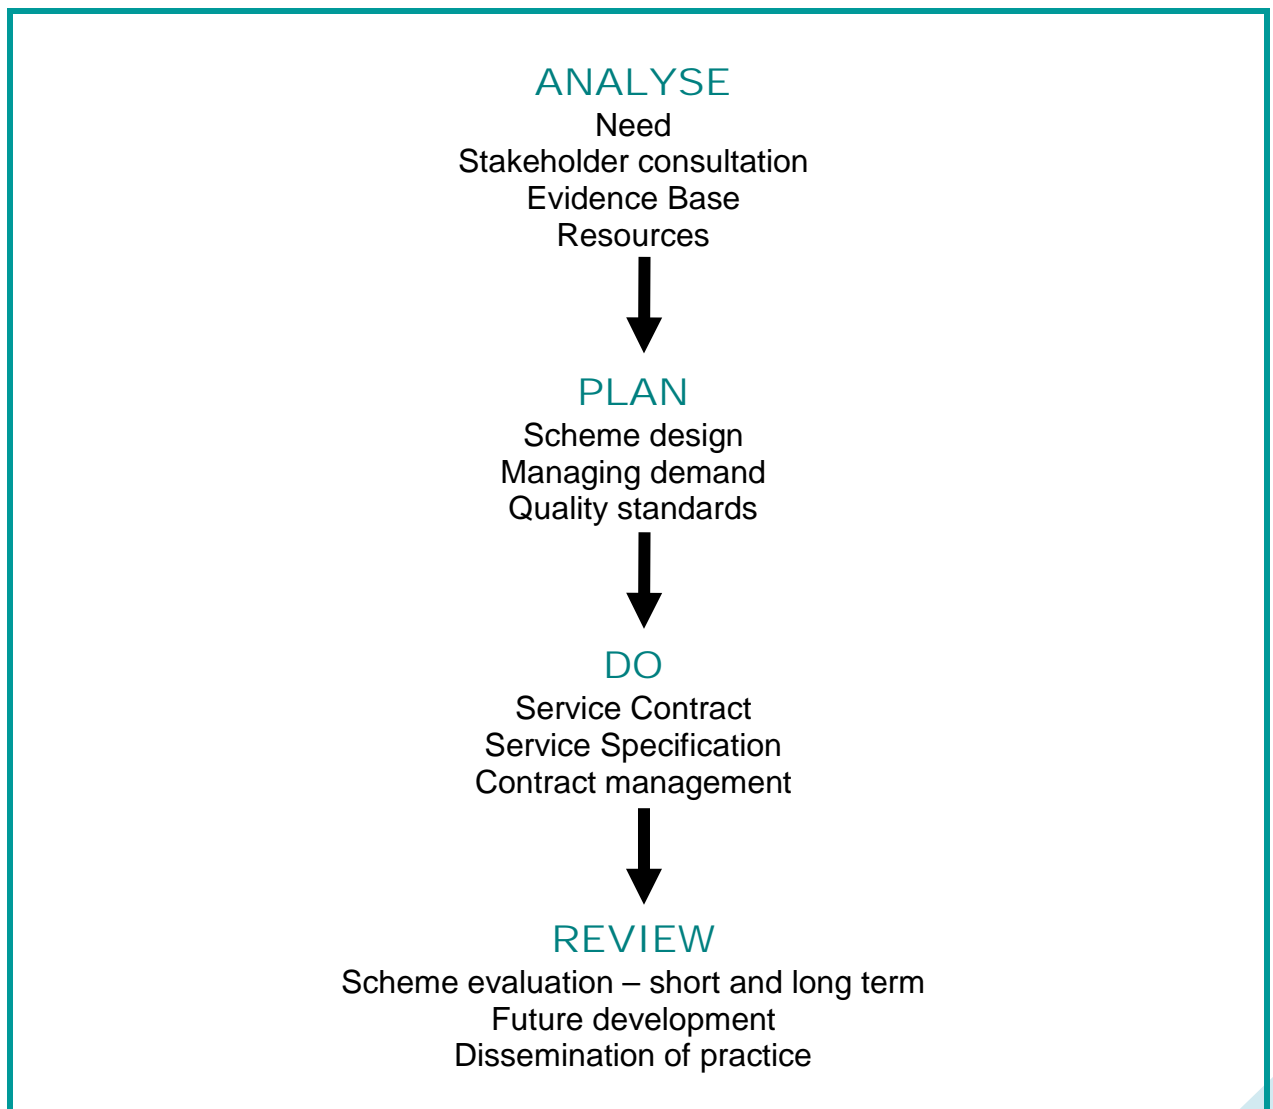 ANALYSE
Need
Stakeholder consultation
Evidence Base
Resources
PLAN
Scheme design
Managing demand
Quality standards
DO
Service Contract
Service Specification
Contract management
REVIEW
Scheme evaluation – short and long term
Future development
Dissemination of practice